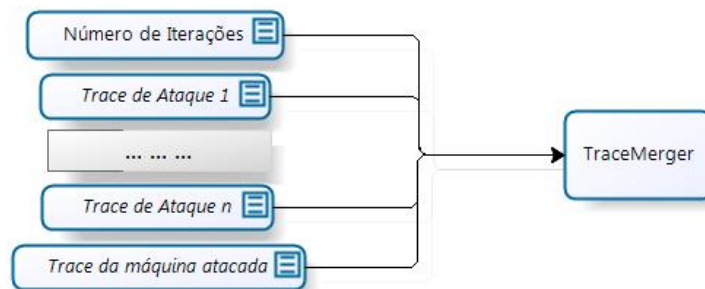 Número de Iterações
Trace de Ataque 1
... ... ...
TraceMerger
Trace de Ataque n
Trace da máquina atacada